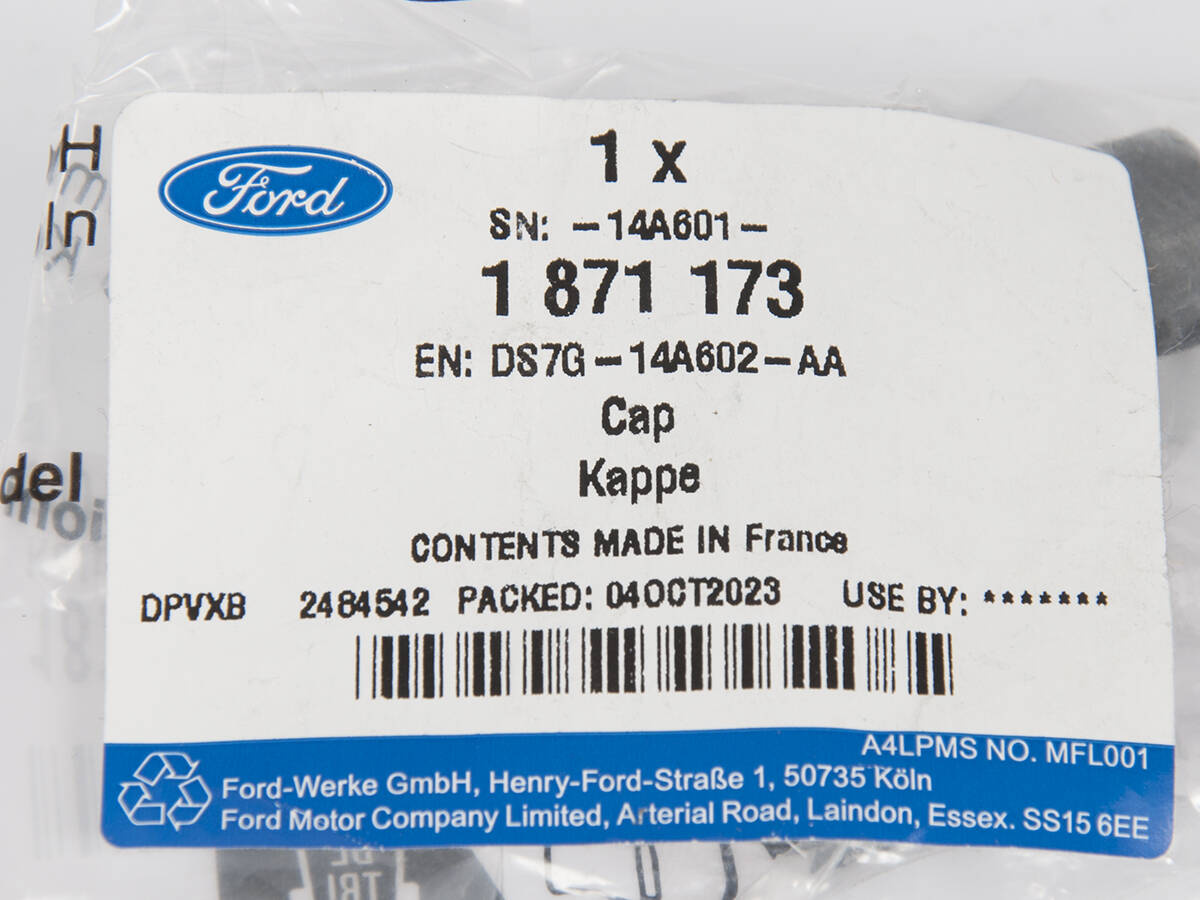 Ford
1 x
SN: -14A601-
1 871 173
EN: DS7G-14A602-AA
Cap
Kappe
CONTENTS MADE IN France
DPVXB 2484542 PACKED: 04OCT2023 USE BY: *******
A4LPMS NO. MFL001
Ford-Werke GmbH, Henry-Ford-Straße 1, 50735 Köln
Ford Motor Company Limited, Arterial Road, Laindon, Essex. SS15 6EE
del